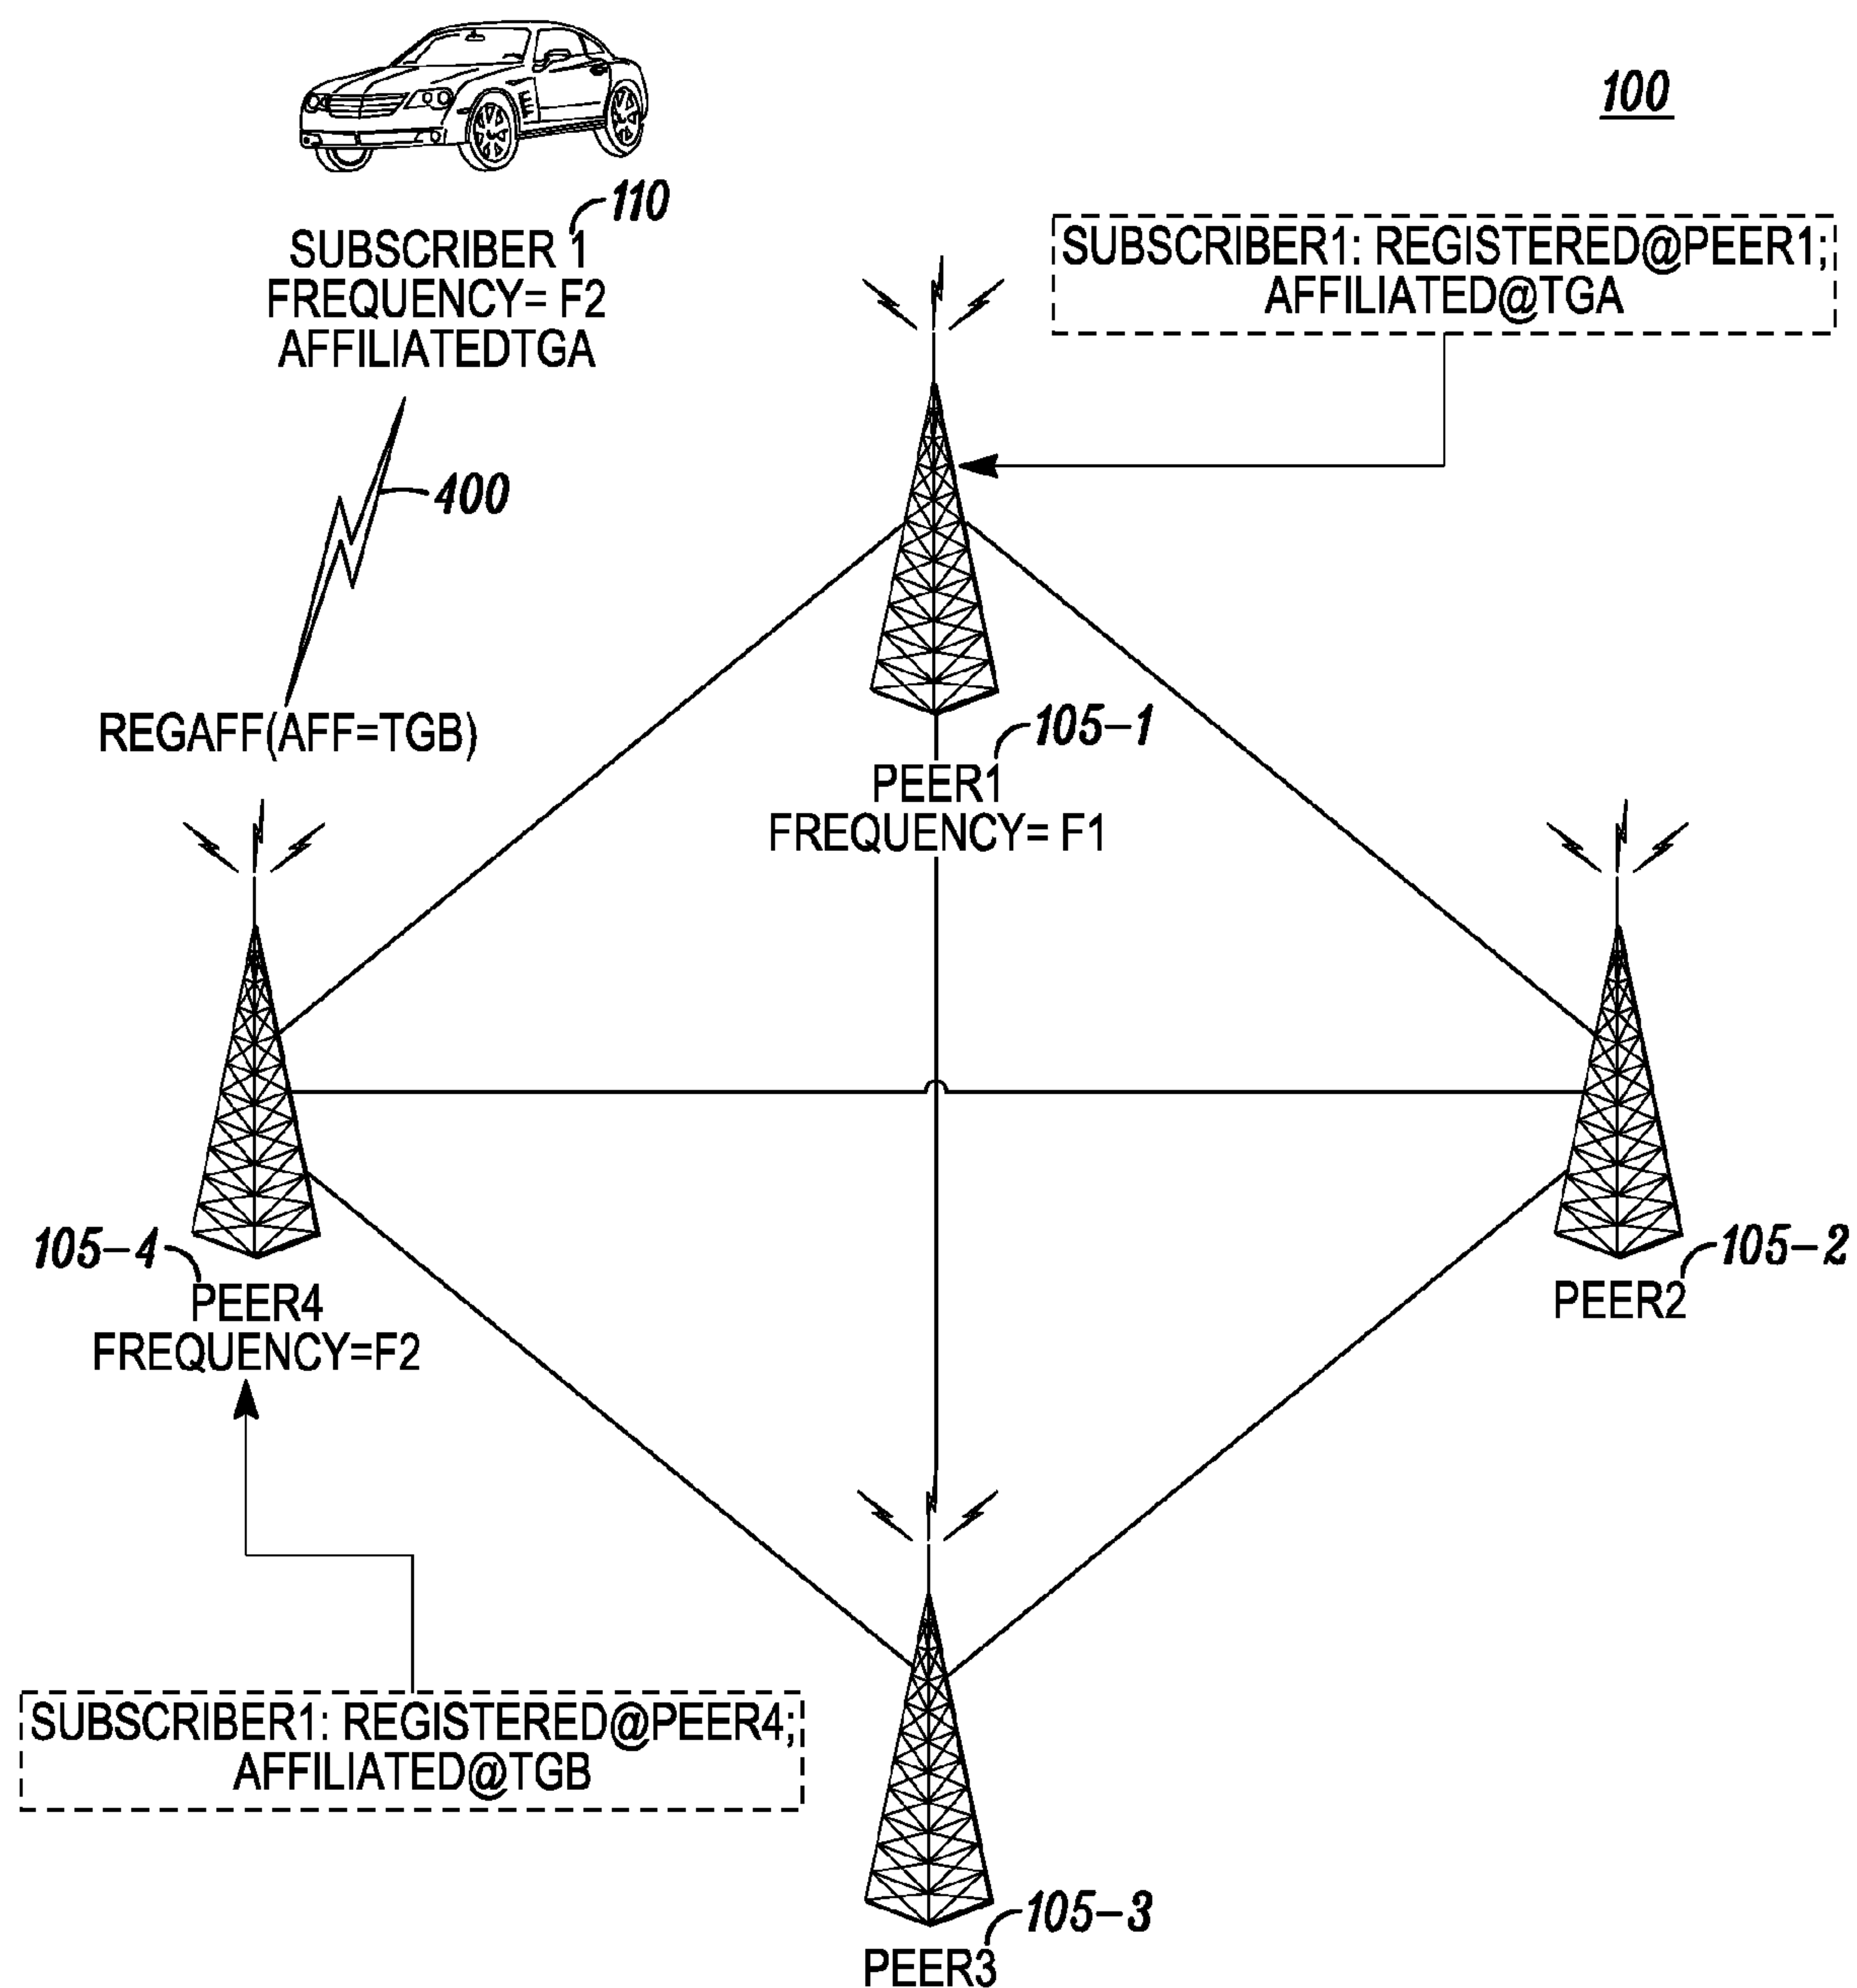 100
110
SUBSCRIBER 1
FREQUENCY= F2
AFFILIATEDTGA
SUBSCRIBER1: REGISTERED@PEER1;
AFFILIATED@TGA
400
REGAFF(AFF=TGB)
105-1
PEER1
FREQUENCY= F1
105-4
PEER4
FREQUENCY=F2
105-2
PEER2
SUBSCRIBER1: REGISTERED@PEER4;
AFFILIATED@TGB
105-3
PEER3